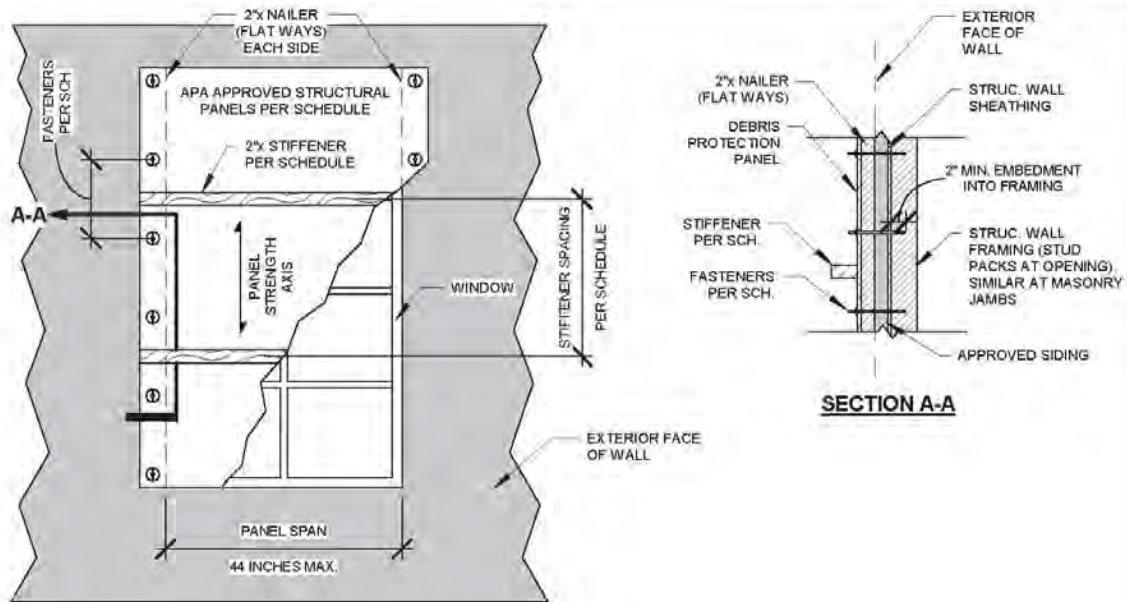 2"x NAILER
(FLAT WAYS)
EACH SIDE
FASTENERS
PER SCH
APA APPROVED STRUCTURAL
PANELS PER SCHEDULE
2"x STIFFENER
PER SCHEDULE
A-A
PANEL
STRENGTH
AXIS
WINDOW
STIFFENER SPACING
PER SCHEDULE
EXTERIOR FACE
OF WALL
PANEL SPAN
44 INCHES MAX.
EXTERIOR
FACE OF
WALL
2"x NAILER
(FLAT WAYS)
STRUC. WALL
SHEATHING
DEBRIS
PROTECTION
PANEL
2" MIN. EMBEDMENT
INTO FRAMING
STIFFENER
PER SCH.
STRUC. WALL
FRAMING (STUD
PACKS AT OPENING)
SIMILAR AT MASONRY
JAMBS
FASTENERS
PER SCH.
APPROVED SIDING
SECTION A-A